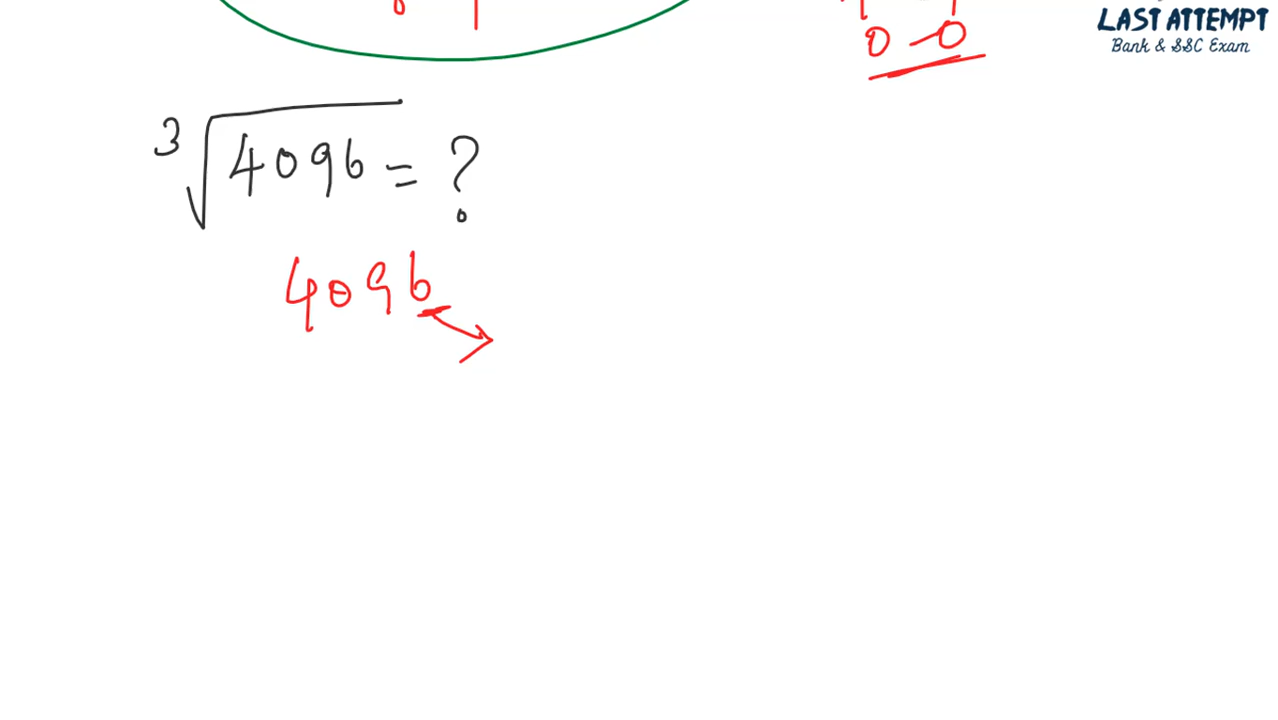 LAST ATTEMPT
Bank & SSC Exam
0 - 0
3√4096 = ?
4096